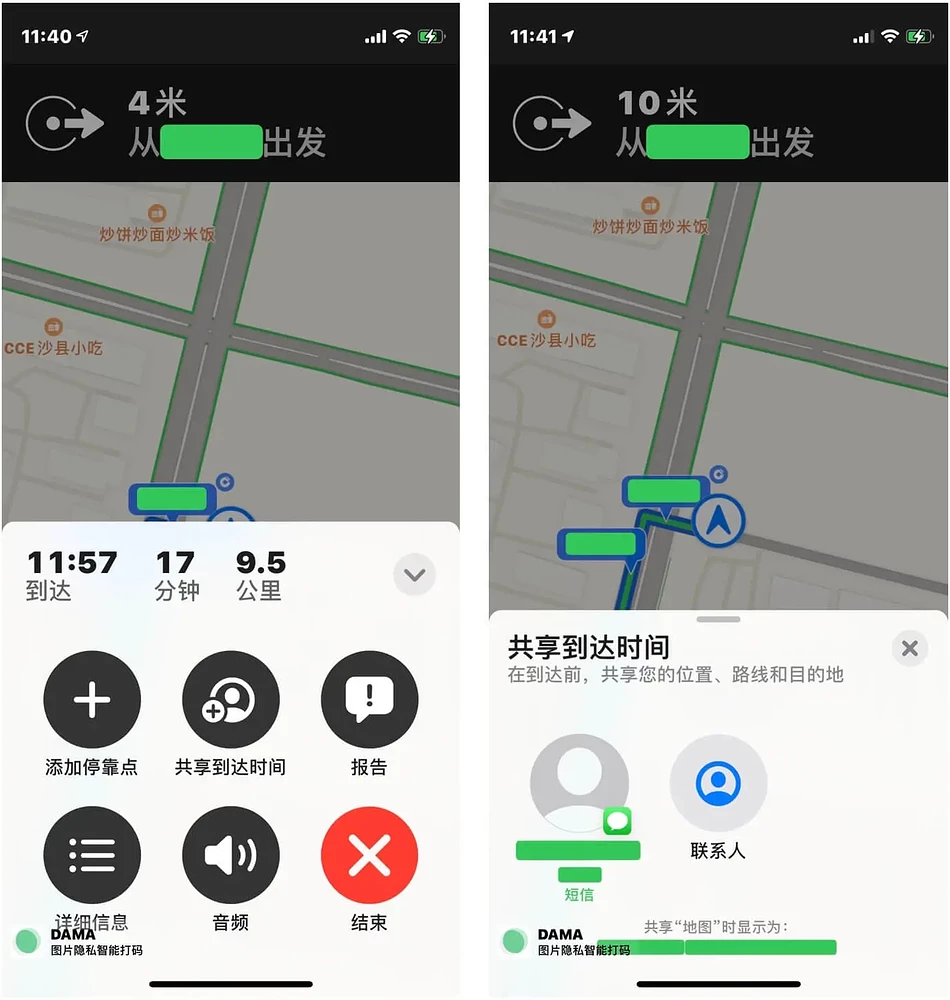 11:40
4 米
从
出发
炒饼炒面炒米饭
CCE沙县小吃
11:57
17
9.5
到达
分钟
公里
添加停靠点
共享到达时间
报告
详细信息
音频
结束
DAMA
图片隐私智能打码
11:41
10 米
从
出发
炒饼炒面炒米饭
CCE沙县小吃
共享到达时间
在到达前，共享您的位置、路线和目的地
联系人
短信
共享“地图”时显示为：
DAMA
图片隐私智能打码